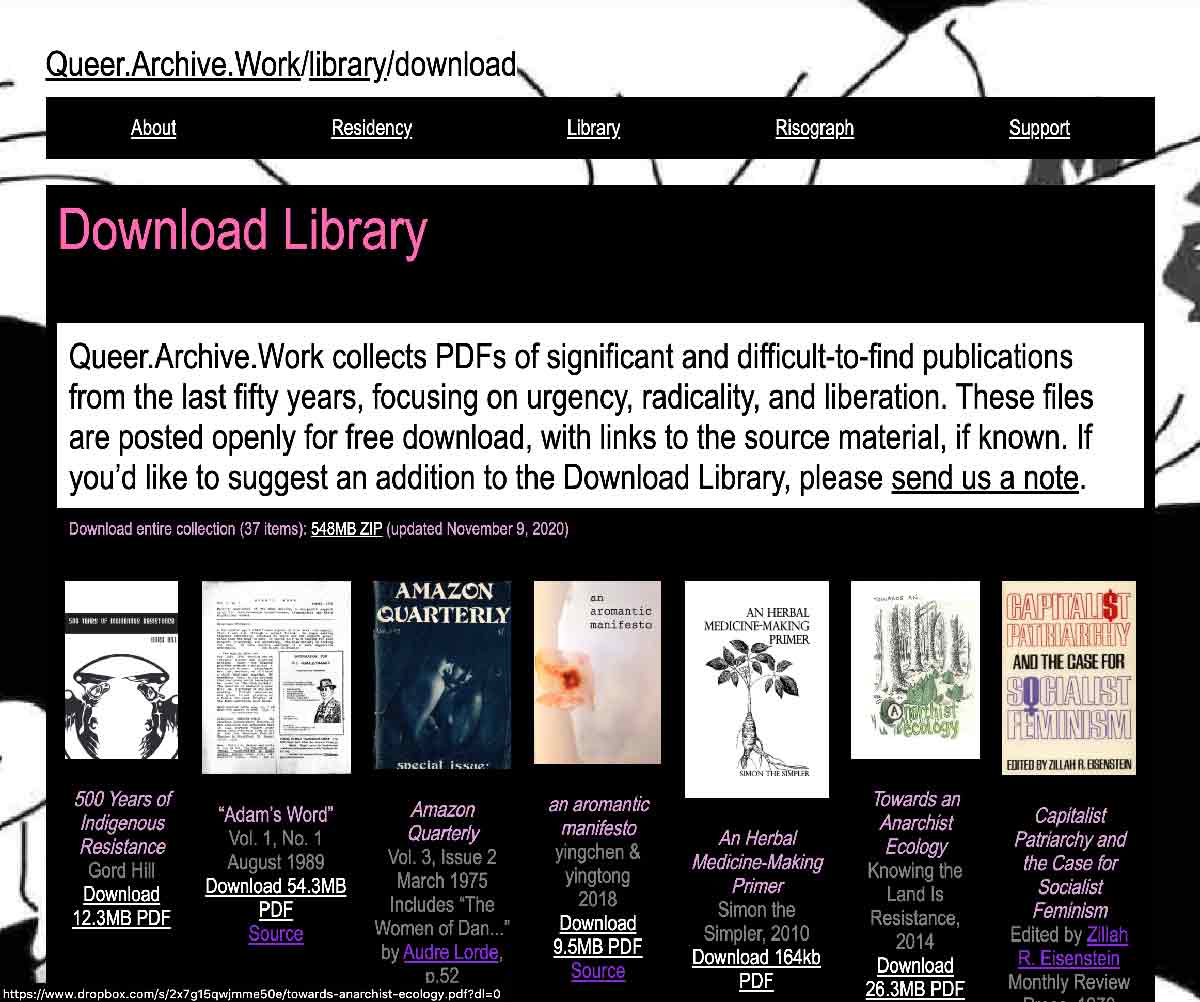 Queer.Archive.Work/library/download
About Residency Library Risograph Support
Download Library
Queer.Archive.Work collects PDFs of significant and difficult-to-find publications
from the last fifty years, focusing on urgency, radicality, and liberation. These files
are posted openly for free download, with links to the source material, if known. If
you’d like to suggest an addition to the Download Library, please send us a note.
Download entire collection (37 items): 548MB ZIP (updated November 9, 2020)
500 YEARS OF INDIGENOUS RESISTANCE
500 Years of
Indigenous
Resistance
Gord Hill
Download
12.3MB PDF
“Adam’s Word”
Vol. 1, No. 1
August 1989
Download 54.3MB
PDF
Source
AMAZON
QUARTERLY
special issue:
Amazon
Quarterly
Vol. 3, Issue 2
March 1975
Includes “The
Women of Dan...”
by Audre Lorde,
p.52
an
aromantic
manifesto
an aromantic
manifesto
yingchen &
yingtong
2018
Download
9.5MB PDF
Source
AN HERBAL
MEDICINE-MAKING
PRIMER
SIMON THE SIMPLER
An Herbal
Medicine-Making
Primer
Simon the
Simpler, 2010
Download 164kb
PDF
TOWARDS AN
Anarchist
ecology
Towards an
Anarchist
Ecology
Knowing the
Land Is
Resistance,
2014
Download
26.3MB PDF
CAPITALI$T
PATRIARCHY
AND THE CASE FOR
SOCIALIST
FEMINISM
EDITED BY ZILLAH R. EISENSTEIN
Capitalist
Patriarchy and
the Case for
Socialist
Feminism
Edited by Zillah
R. Eisenstein
Monthly Review
https://www.dropbox.com/s/2x7g15qwjmme50e/towards-anarchist-ecology.pdf?dl=0